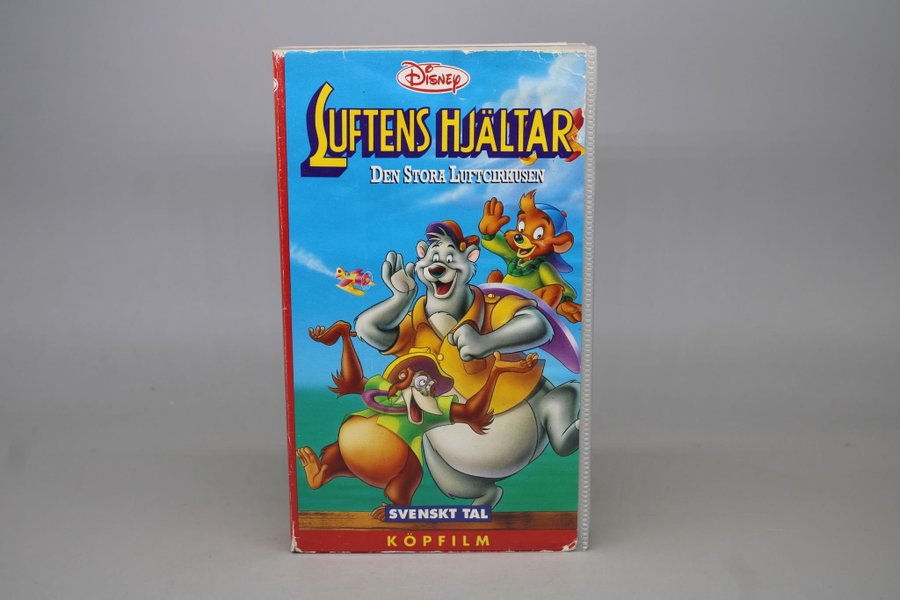 Disney
LUFTENS HJÄLTAR
DEN STORA LUFTCIRKUSEN
SVENSKT TAL
KÖPFILM